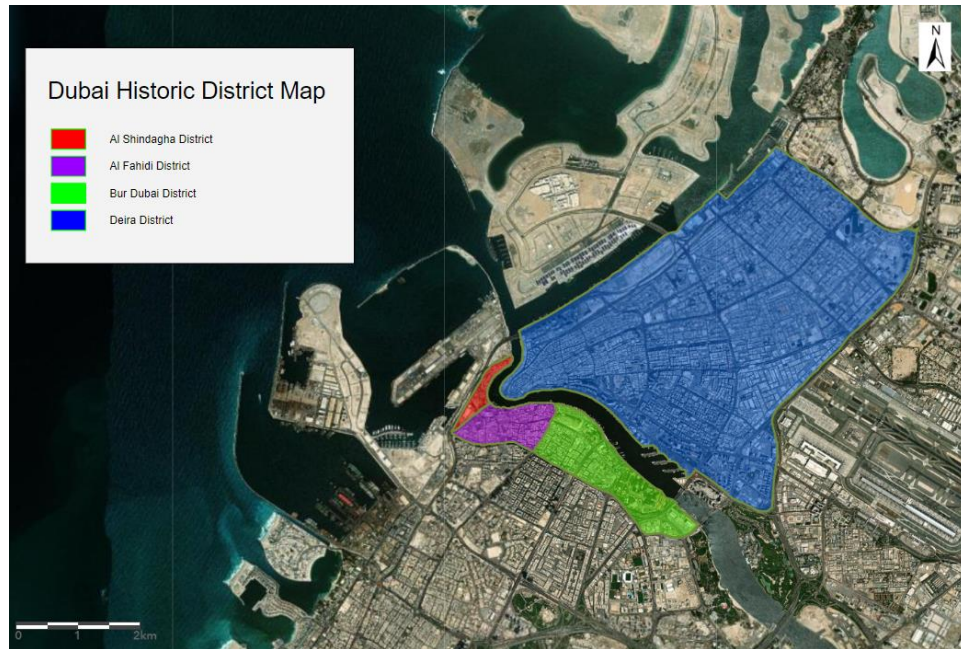 Dubai Historic District Map
Al Shindagha District
Al Fahidi District
Bur Dubai District
Deira District
N
0 1 2km